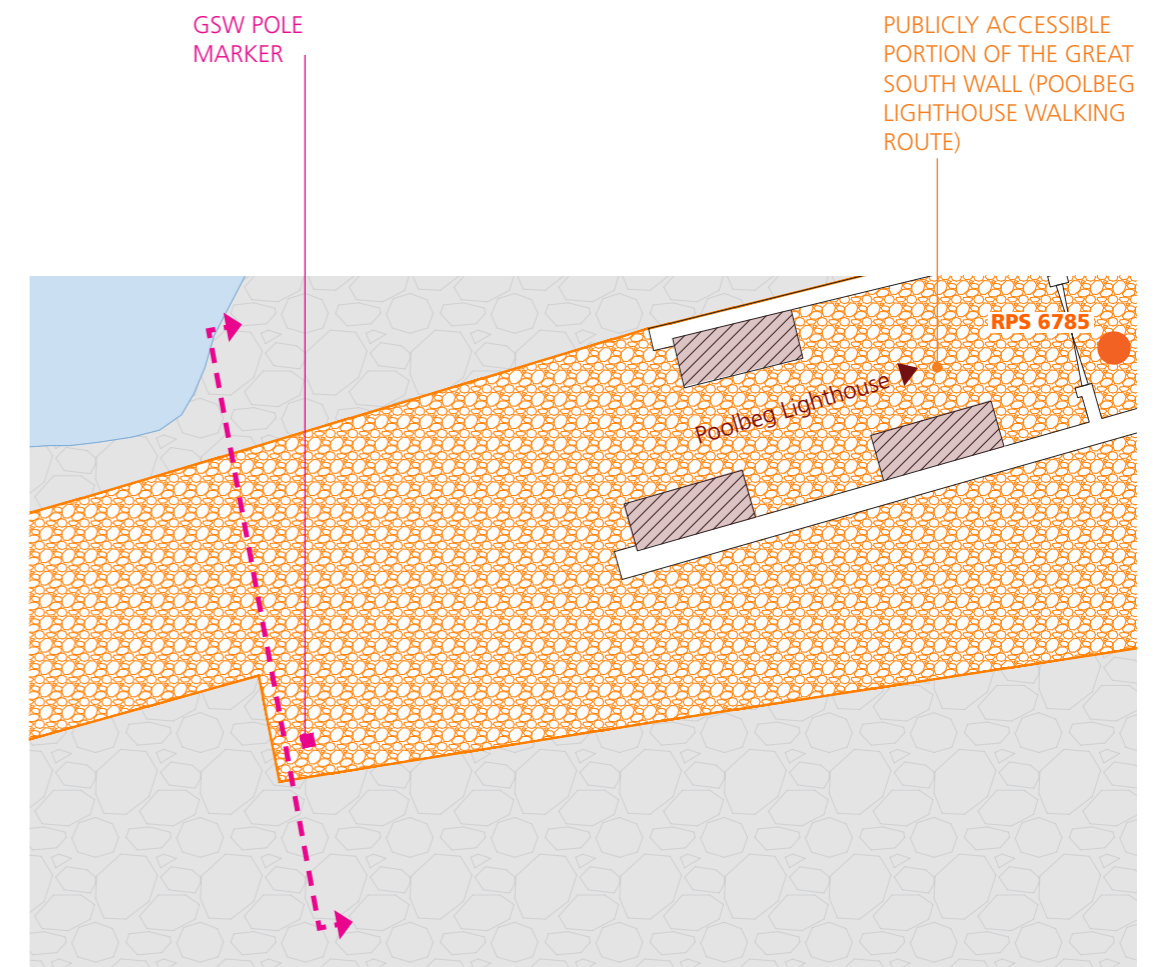 GSW POLE
MARKER
PUBLICLY ACCESSIBLE
PORTION OF THE GREAT
SOUTH WALL (POOLBEG
LIGHTHOUSE WALKING
ROUTE)
RPS 6785
Poolbeg Lighthouse